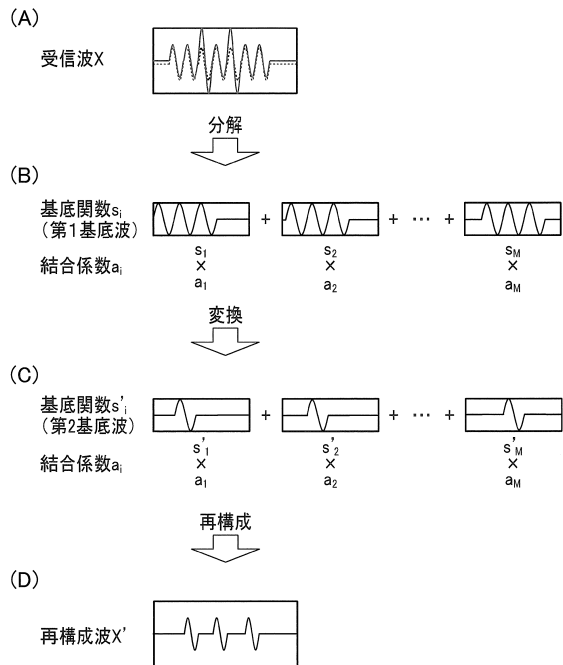 (A)
受信波X
分解
(B)
基底関数si
(第1基底波)
+ + … +
s1 s2 sM
× × ×
結合係数ai
a1 a2 aM
変換
(C)
基底関数s'i
(第2基底波)
+ + … +
s'1 s'2 s'M
× × ×
結合係数ai
a1 a2 aM
再構成
(D)
再構成波X'